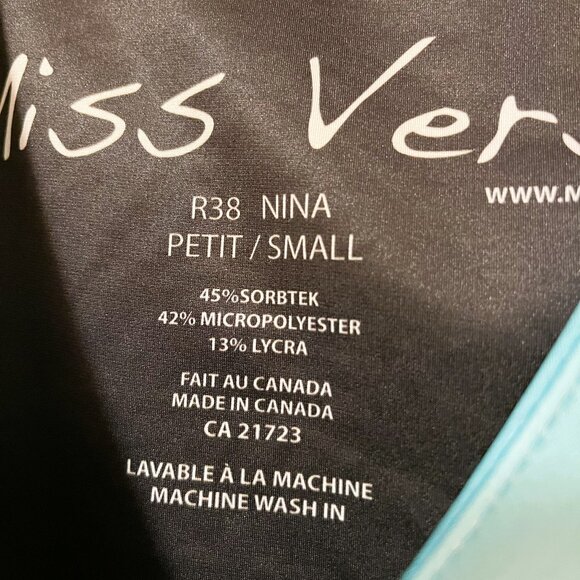 Miss Vers
www.M
R38 NINA
PETIT / SMALL
45%SORBTEK
42% MICROPOLYESTER
13% LYCRA
FAIT AU CANADA
MADE IN CANADA
CA 21723
LAVABLE À LA MACHINE
MACHINE WASH IN